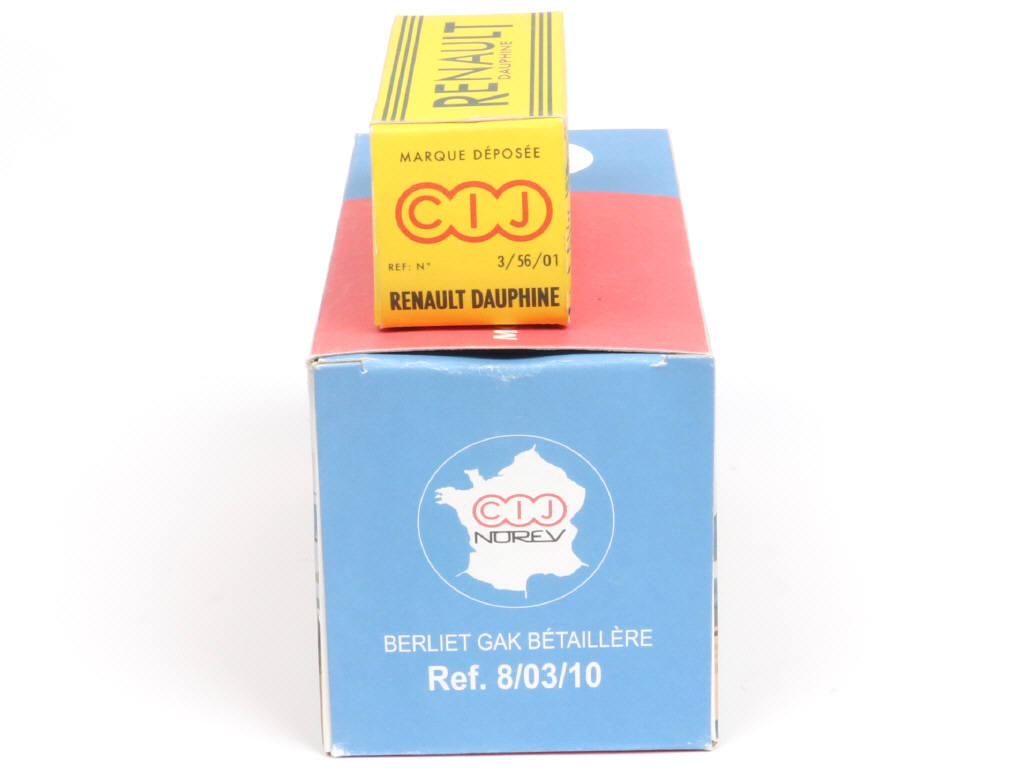 RENAULT
DAUPHINE
MARQUE DÉPOSÉE
CIJ
REF: N° 3/56/01
RENAULT DAUPHINE
CIJ
NOREV
BERLIET GAK BÉTAILLÈRE
Ref. 8/03/10